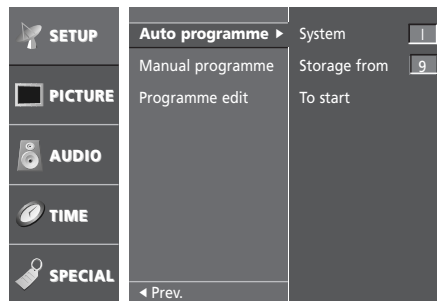 SETUP
PICTURE
AUDIO
TIME
SPECIAL
Auto programme ▶
Manual programme
Programme edit
◀ Prev.
System I
Storage from 9
To start